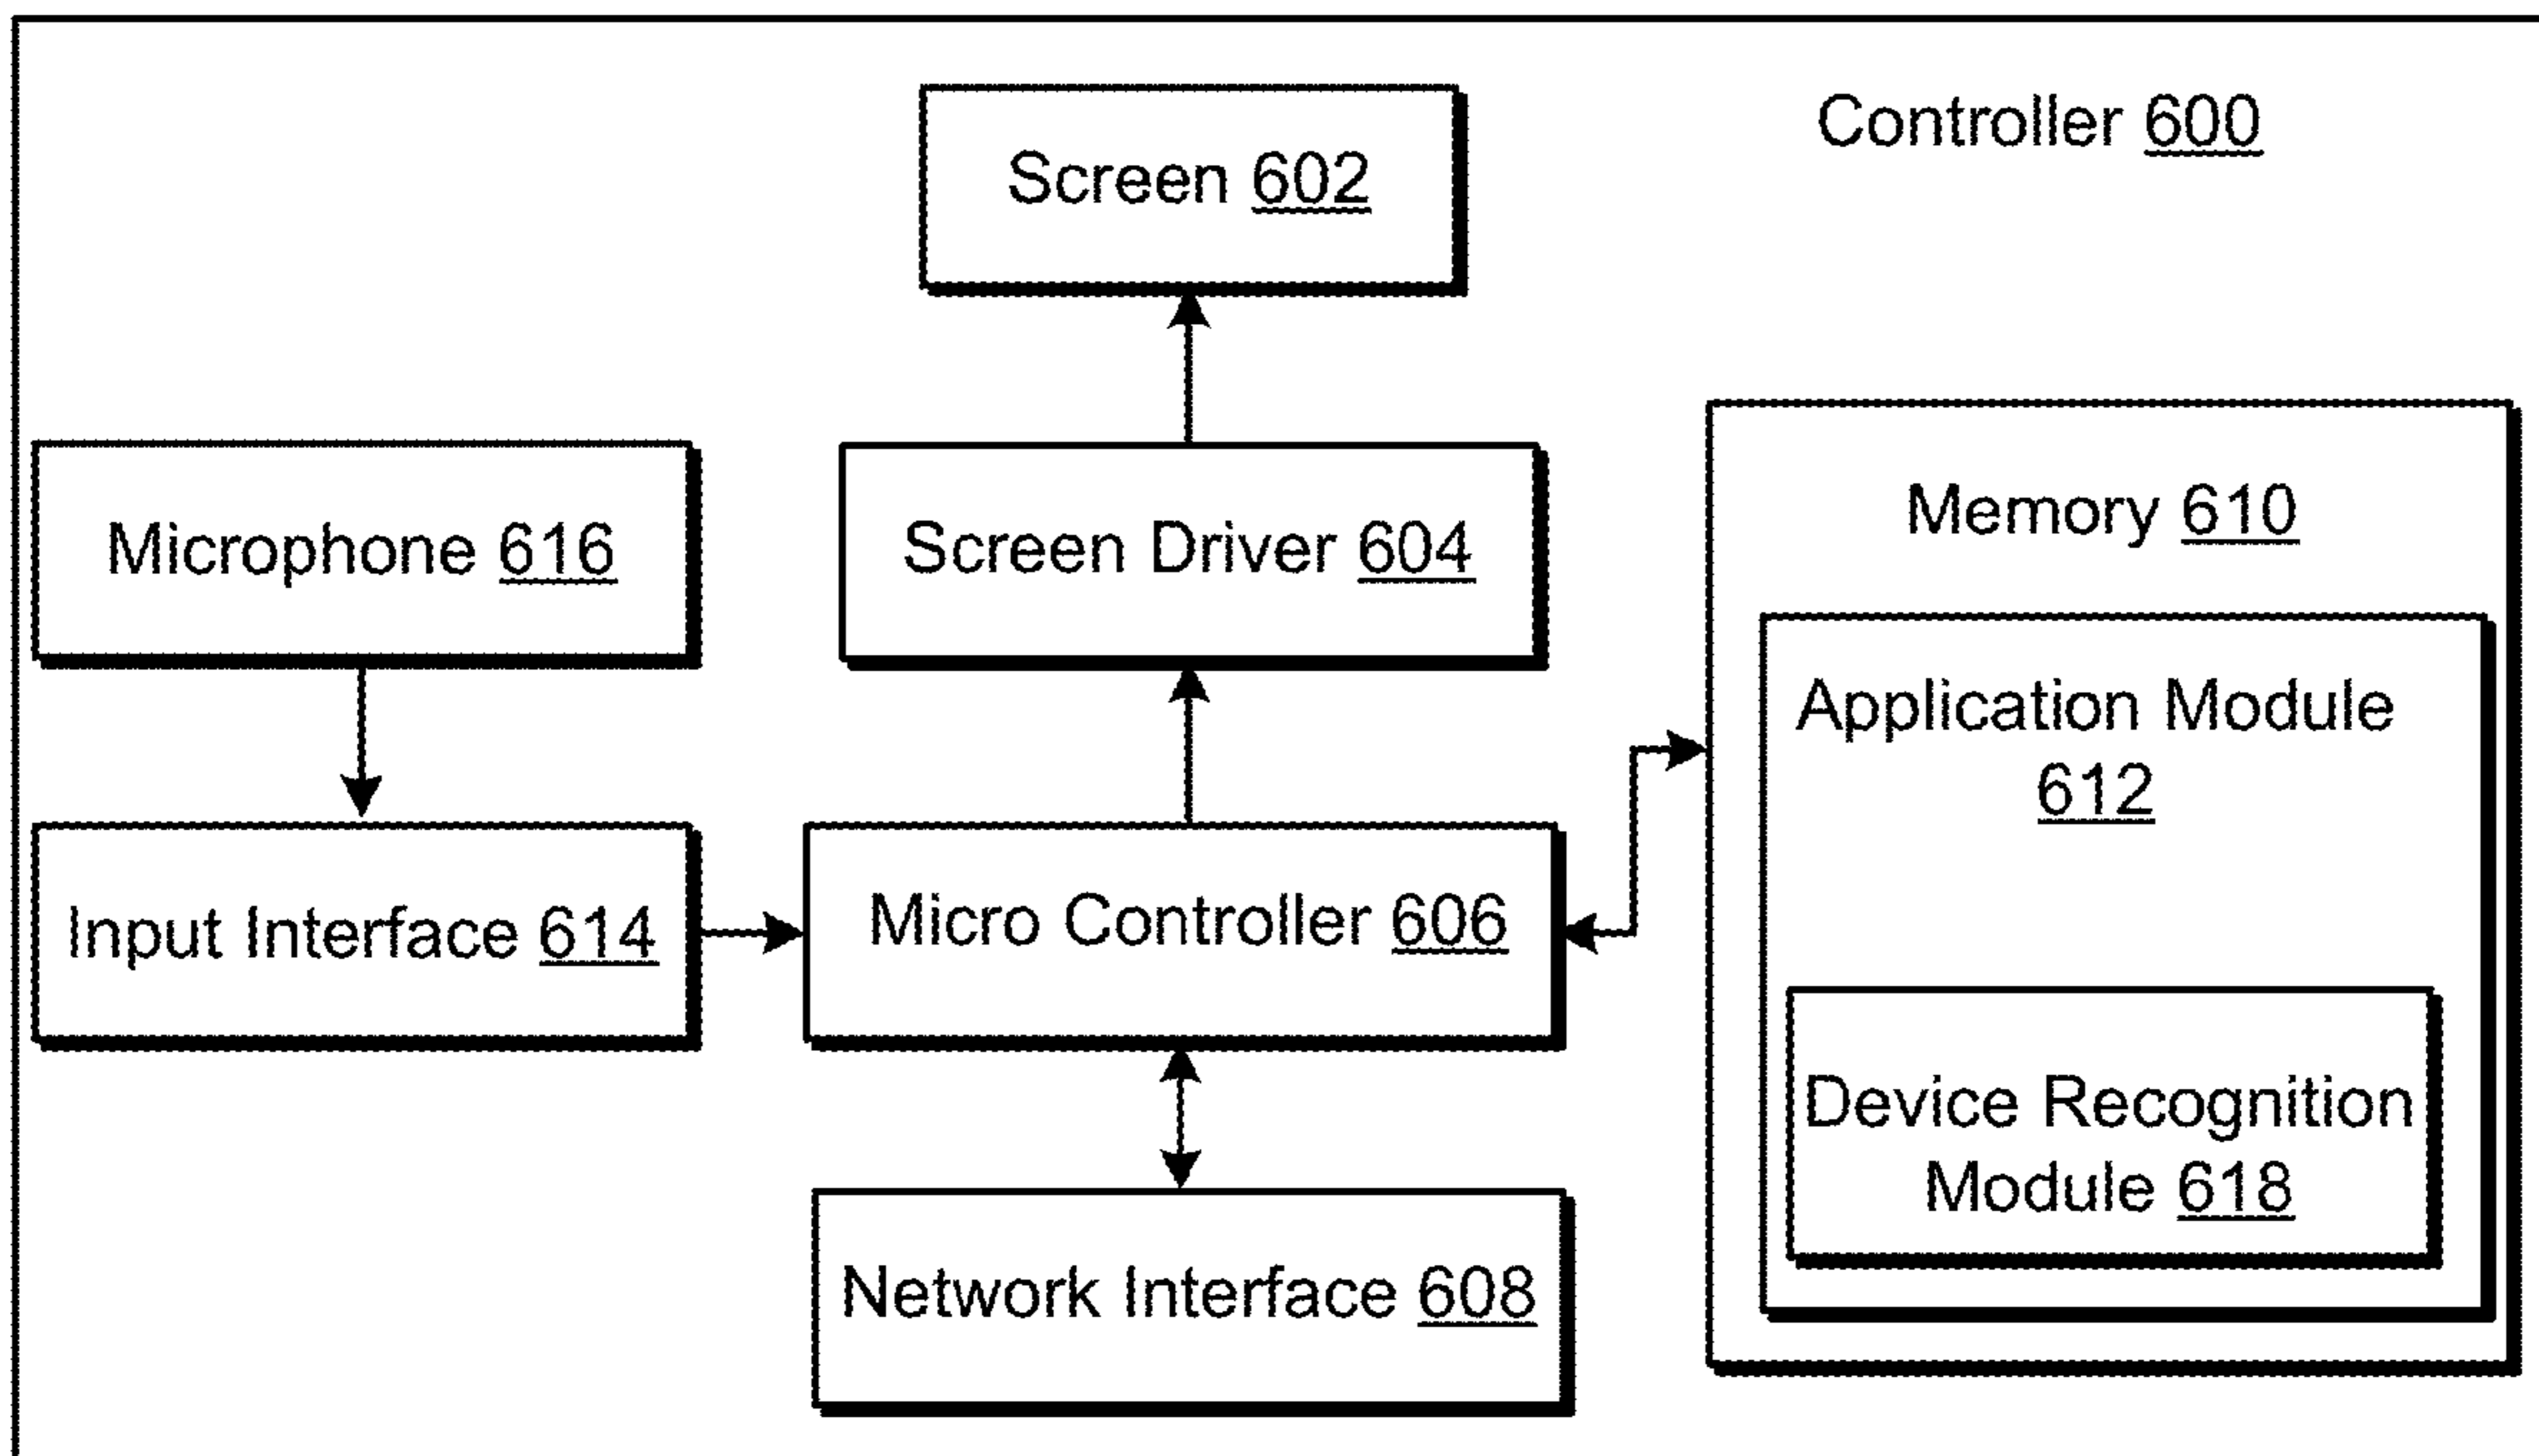 Controller 600
Screen 602
Microphone 616
Screen Driver 604
Memory 610
Application Module
612
Input Interface 614
Micro Controller 606
Device Recognition
Module 618
Network Interface 608